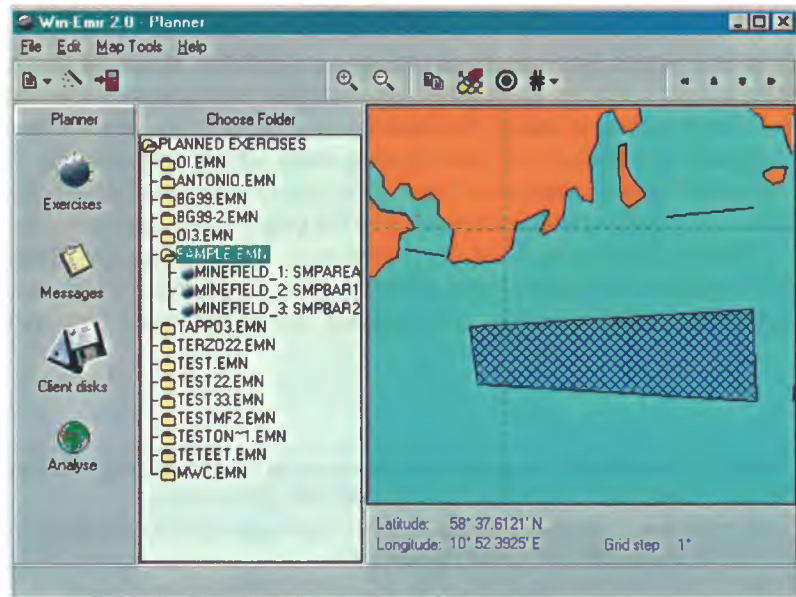 Win-Emir 2.0 - Planner
File Edit Map Tools Help
Planner
Choose Folder
Exercises
Messages
Client disks
Analyse
PLANNED EXERCISES
OI.EMN
ANTONIO.EMN
BG99.EMN
BG99-2.EMN
OI3.EMN
SAMPLE.EMN
MINEFIELD_1: SMPAREA
MINEFIELD_2: SMPBAR1
MINEFIELD_3: SMPBAR2
TAPPO3.EMN
TERZO22.EMN
TEST.EMN
TEST22.EMN
TEST33.EMN
TESTMF2.EMN
TESTON~1.EMN
TETEET.EMN
MWC.EMN
Latitude: 58° 37.6121' N
Longitude: 10° 52 3925' E Grid step 1°